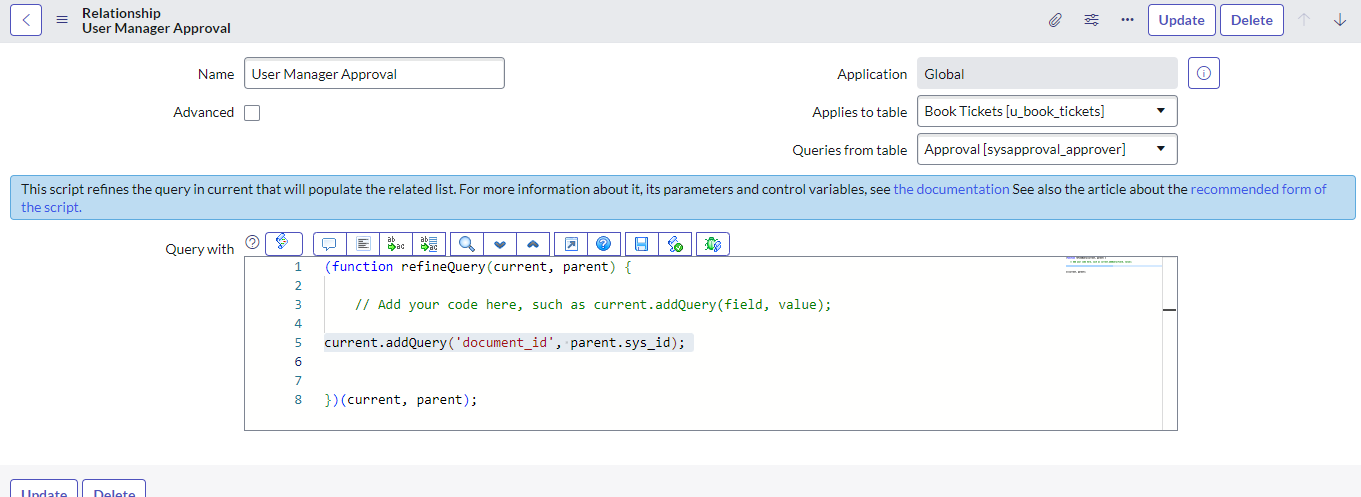 Relationship
User Manager Approval
Update
Delete
Name
User Manager Approval
Application
Global
Advanced
Applies to table
Book Tickets [u_book_tickets]
Queries from table
Approval [sysapproval_approver]
This script refines the query in current that will populate the related list. For more information about it, its parameters and control variables, see the documentation See also the article about the recommended form of
the script.
Query with
1 (function refineQuery(current, parent) {
2
3 // Add your code here, such as current.addQuery(field, value);
4
5 current.addQuery('document_id', parent.sys_id);
6
7
8 })(current, parent);
Update
Delete